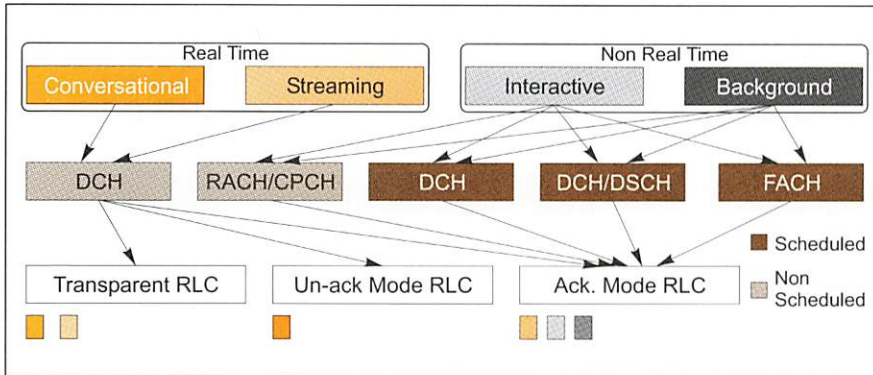 Real Time
Non Real Time
Conversational
Streaming
Interactive
Background
DCH
RACH/CPCH
DCH
DCH/DSCH
FACH
Scheduled
Non
Scheduled
Transparent RLC
Un-ack Mode RLC
Ack. Mode RLC